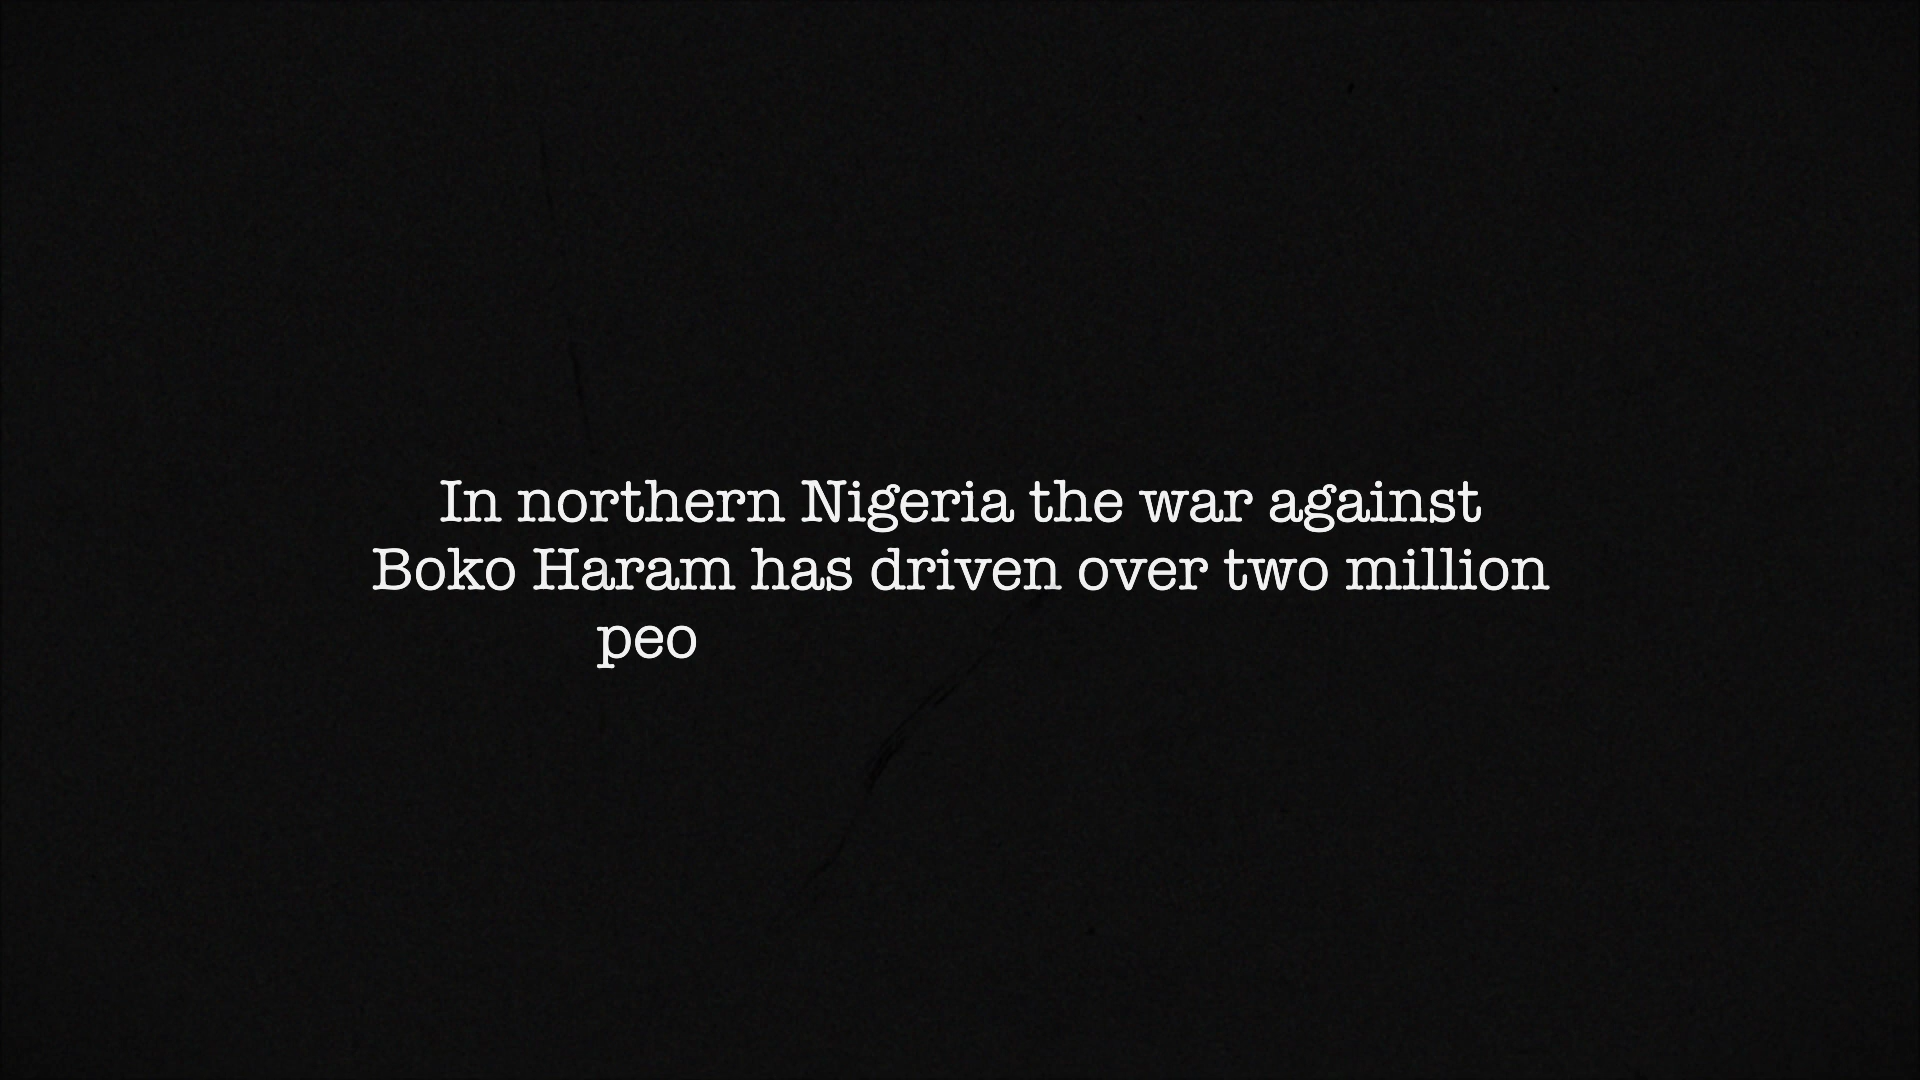 In northern Nigeria the war against
Boko Haram has driven over two million
peo